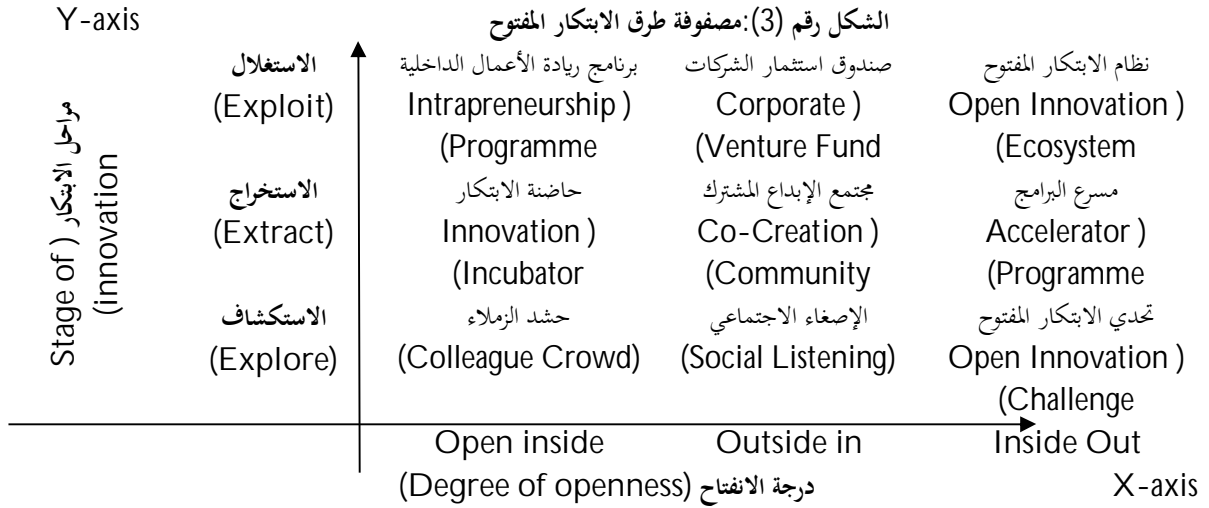 Y-axis
الشكل رقم (3):مصفوفة طرق الابتكار المفتوح
مراحل الابتكار (Stage of
innovation)
الاستغلال
(Exploit)
برنامج ريادة الأعمال الداخلية
(Intrapreneurship
Programme)
صندوق استثمار الشركات
(Corporate
Venture Fund)
نظام الابتكار المفتوح
(Open Innovation
Ecosystem)
الاستخراج
(Extract)
حاضنة الابتكار
(Innovation
Incubator)
مجتمع الإبداع المشترك
(Co-Creation
Community)
مسرع البرامج
(Accelerator
Programme)
الاستكشاف
(Explore)
حشد الزملاء
(Colleague Crowd)
الإصغاء الاجتماعي
(Social Listening)
تحدي الابتكار المفتوح
(Open Innovation
Challenge)
Open inside
Outside in
Inside Out
درجة الانفتاح (Degree of openness)
X-axis